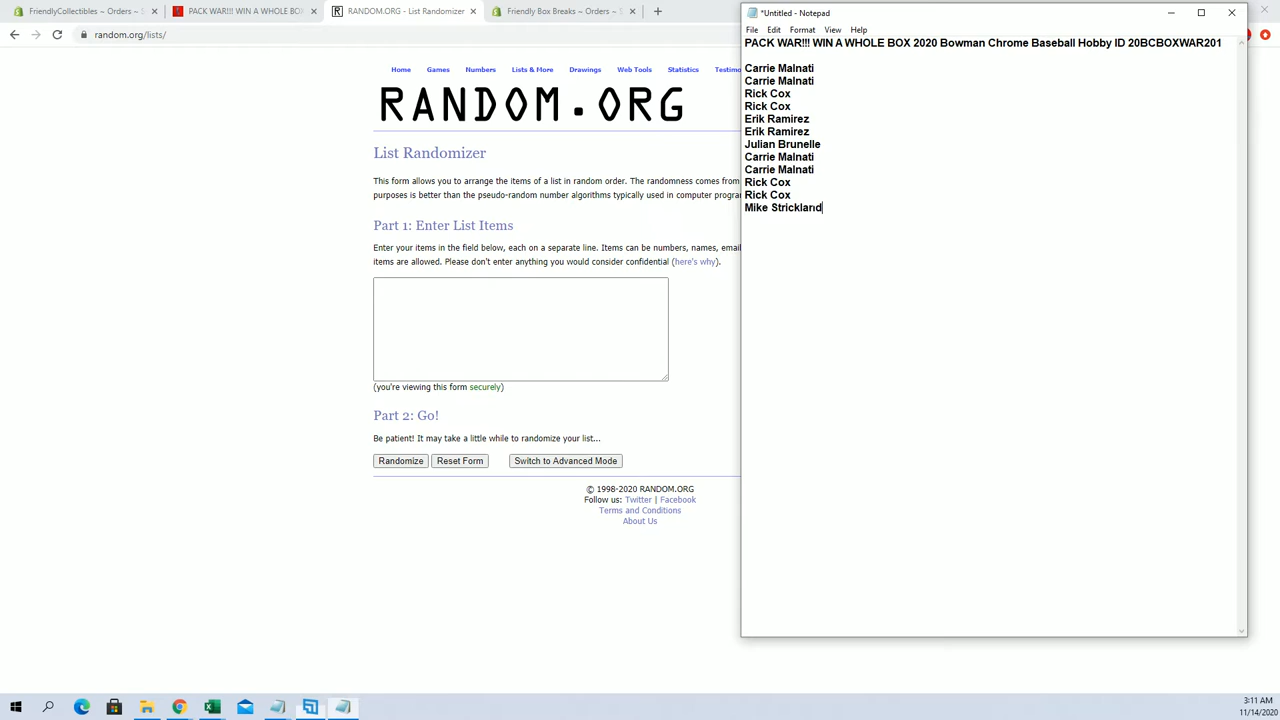 FriendlyCollectibles ~ Orders ~ S
PACK WAR!!! WIN A WHOLE BOX
RANDOM.ORG - List Randomizer
Friendly Box Breaks ~ Orders ~ S
random.org/lists/
Home Games Numbers Lists & More Drawings Web Tools Statistics Testimo
RANDOM.ORG
List Randomizer
This form allows you to arrange the items of a list in random order. The randomness comes from
purposes is better than the pseudo-random number algorithms typically used in computer progra
Part 1: Enter List Items
Enter your items in the field below, each on a separate line. Items can be numbers, names, email
items are allowed. Please don't enter anything you would consider confidential (here's why).
(you're viewing this form securely)
Part 2: Go!
Be patient! It may take a little while to randomize your list...
Randomize Reset Form Switch to Advanced Mode
© 1998-2020 RANDOM.ORG
Follow us: Twitter | Facebook
Terms and Conditions
About Us
*Untitled - Notepad
File Edit Format View Help
PACK WAR!!! WIN A WHOLE BOX 2020 Bowman Chrome Baseball Hobby ID 20BCBOXWAR201
Carrie Malnati
Carrie Malnati
Rick Cox
Rick Cox
Erik Ramirez
Erik Ramirez
Julian Brunelle
Carrie Malnati
Carrie Malnati
Rick Cox
Rick Cox
Mike Strickland
3:11 AM
11/14/2020